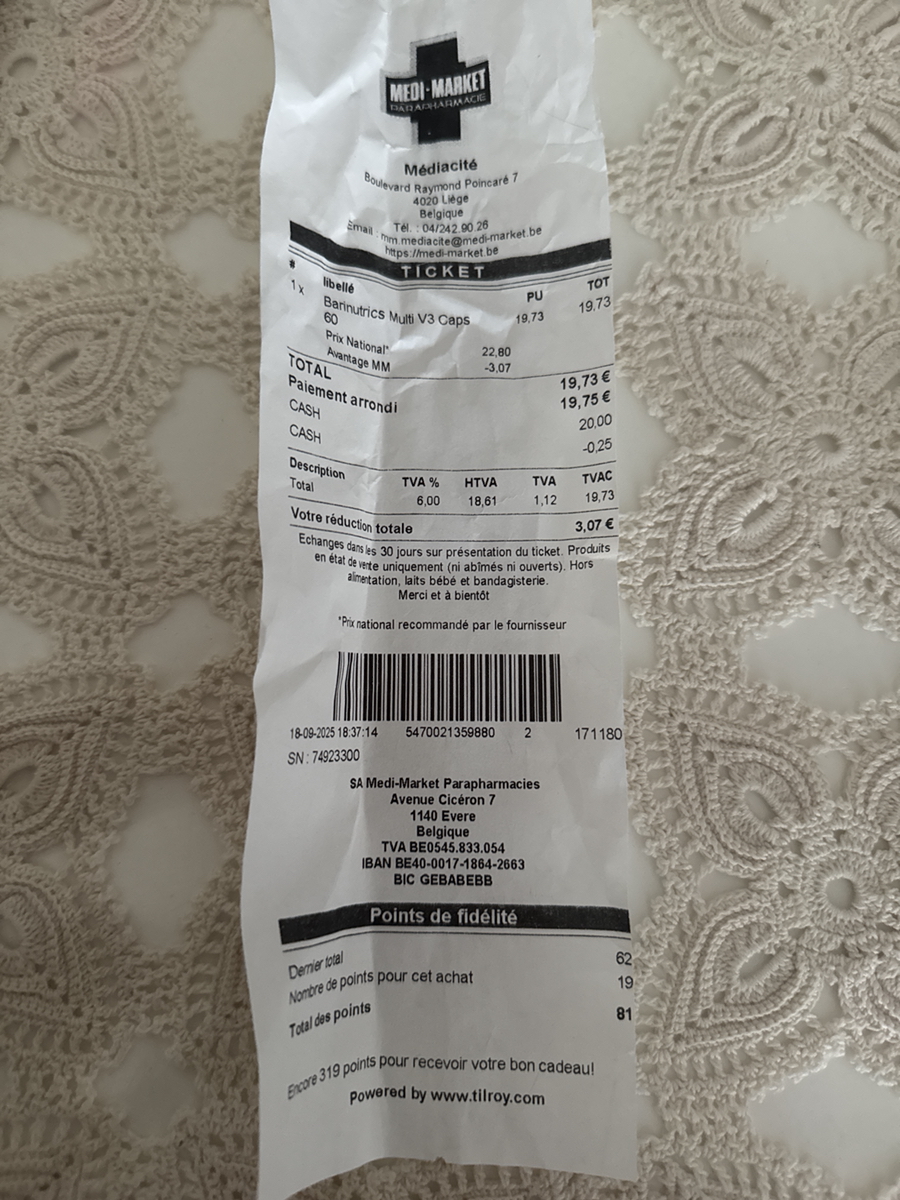 MEDI-MARKET
PARAPHARMACIE
Médiacité
Boulevard Raymond Poincaré 7
4020 Liège
Belgique
Tél. : 04/242.90.26
Email : mm.mediacite@medi-market.be
https://medi-market.be
TICKET
# libellé PU TOT
1 x Barinutrics Multi V3 Caps 19,73 19,73
60
Prix National* 22,80
Avantage MM -3,07
TOTAL 19,73 €
Paiement arrondi 19,75 €
CASH 20,00
CASH -0,25
Description TVA % HTVA TVA TVAC
Total 6,00 18,61 1,12 19,73
Votre réduction totale 3,07 €
Echanges dans les 30 jours sur présentation du ticket. Produits
en état de vente uniquement (ni abîmés ni ouverts). Hors
alimentation, laits bébé et bandagisterie.
Merci et à bientôt
*Prix national recommandé par le fournisseur
18-09-2025 18:37:14 5470021359880 2 171180
SN : 74923300
SA Medi-Market Parapharmacies
Avenue Cicéron 7
1140 Evere
Belgique
TVA BE0545.833.054
IBAN BE40-0017-1864-2663
BIC GEBABEBB
Points de fidélité
Dernier total 62
Nombre de points pour cet achat 19
Total des points 81
Encore 319 points pour recevoir votre bon cadeau!
Powered by www.tilroy.com